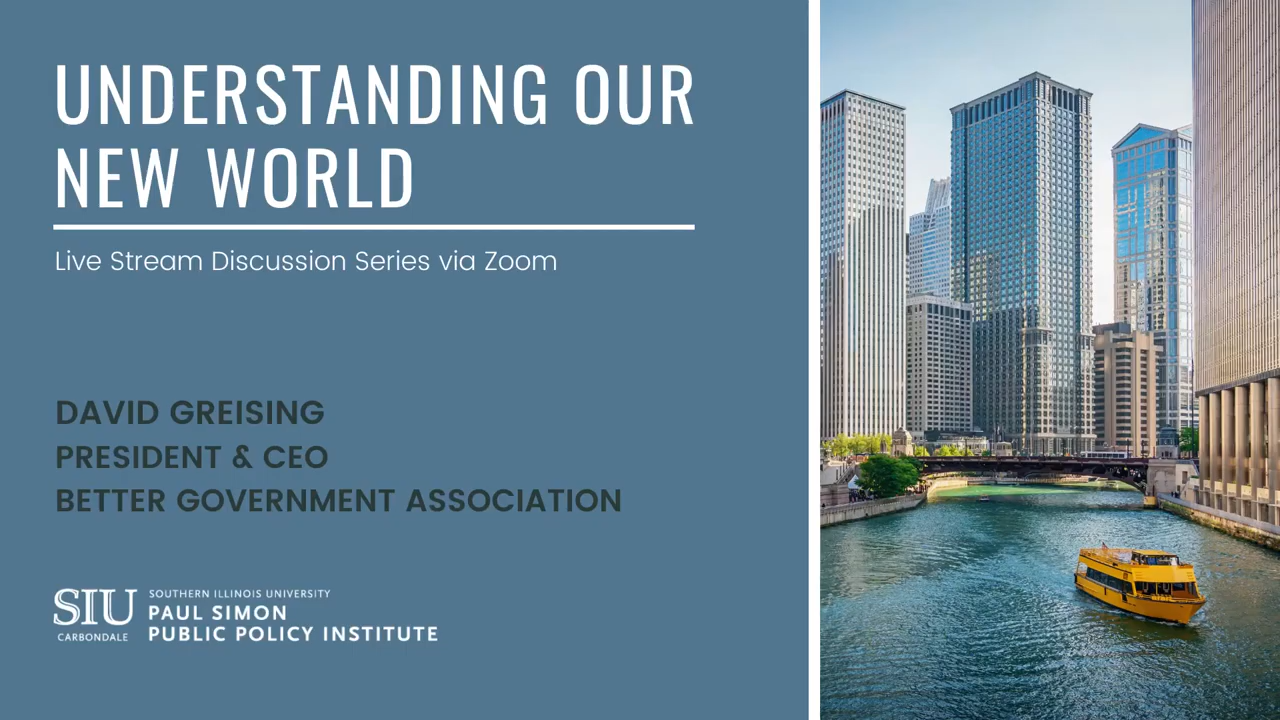 UNDERSTANDING OUR
NEW WORLD
Live Stream Discussion Series via Zoom
DAVID GREISING
PRESIDENT & CEO
BETTER GOVERNMENT ASSOCIATION
SIU
CARBONDALE
SOUTHERN ILLINOIS UNIVERSITY
PAUL SIMON
PUBLIC POLICY INSTITUTE